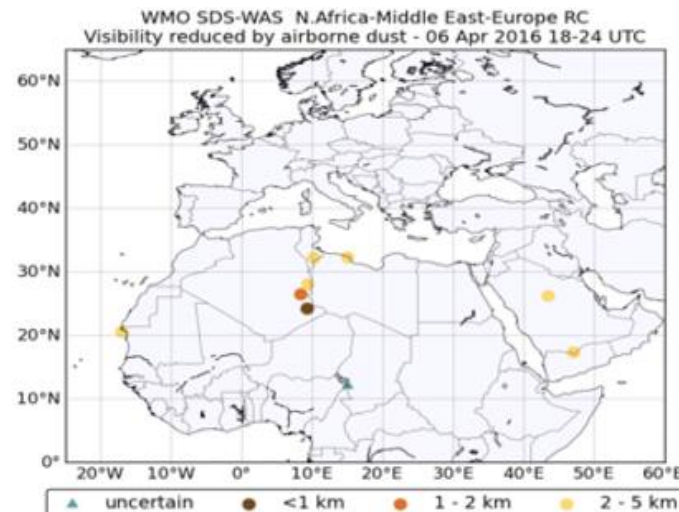 WMO SDS-WAS N.Africa-Middle East-Europe RC
Visibility reduced by airborne dust - 06 Apr 2016 18-24 UTC
60°N
50°N
40°N
30°N
20°N
10°N
0°
20°W 10°W 0° 10°E 20°E 30°E 40°E 50°E 60°E
uncertain <1 km 1 - 2 km 2 - 5 km